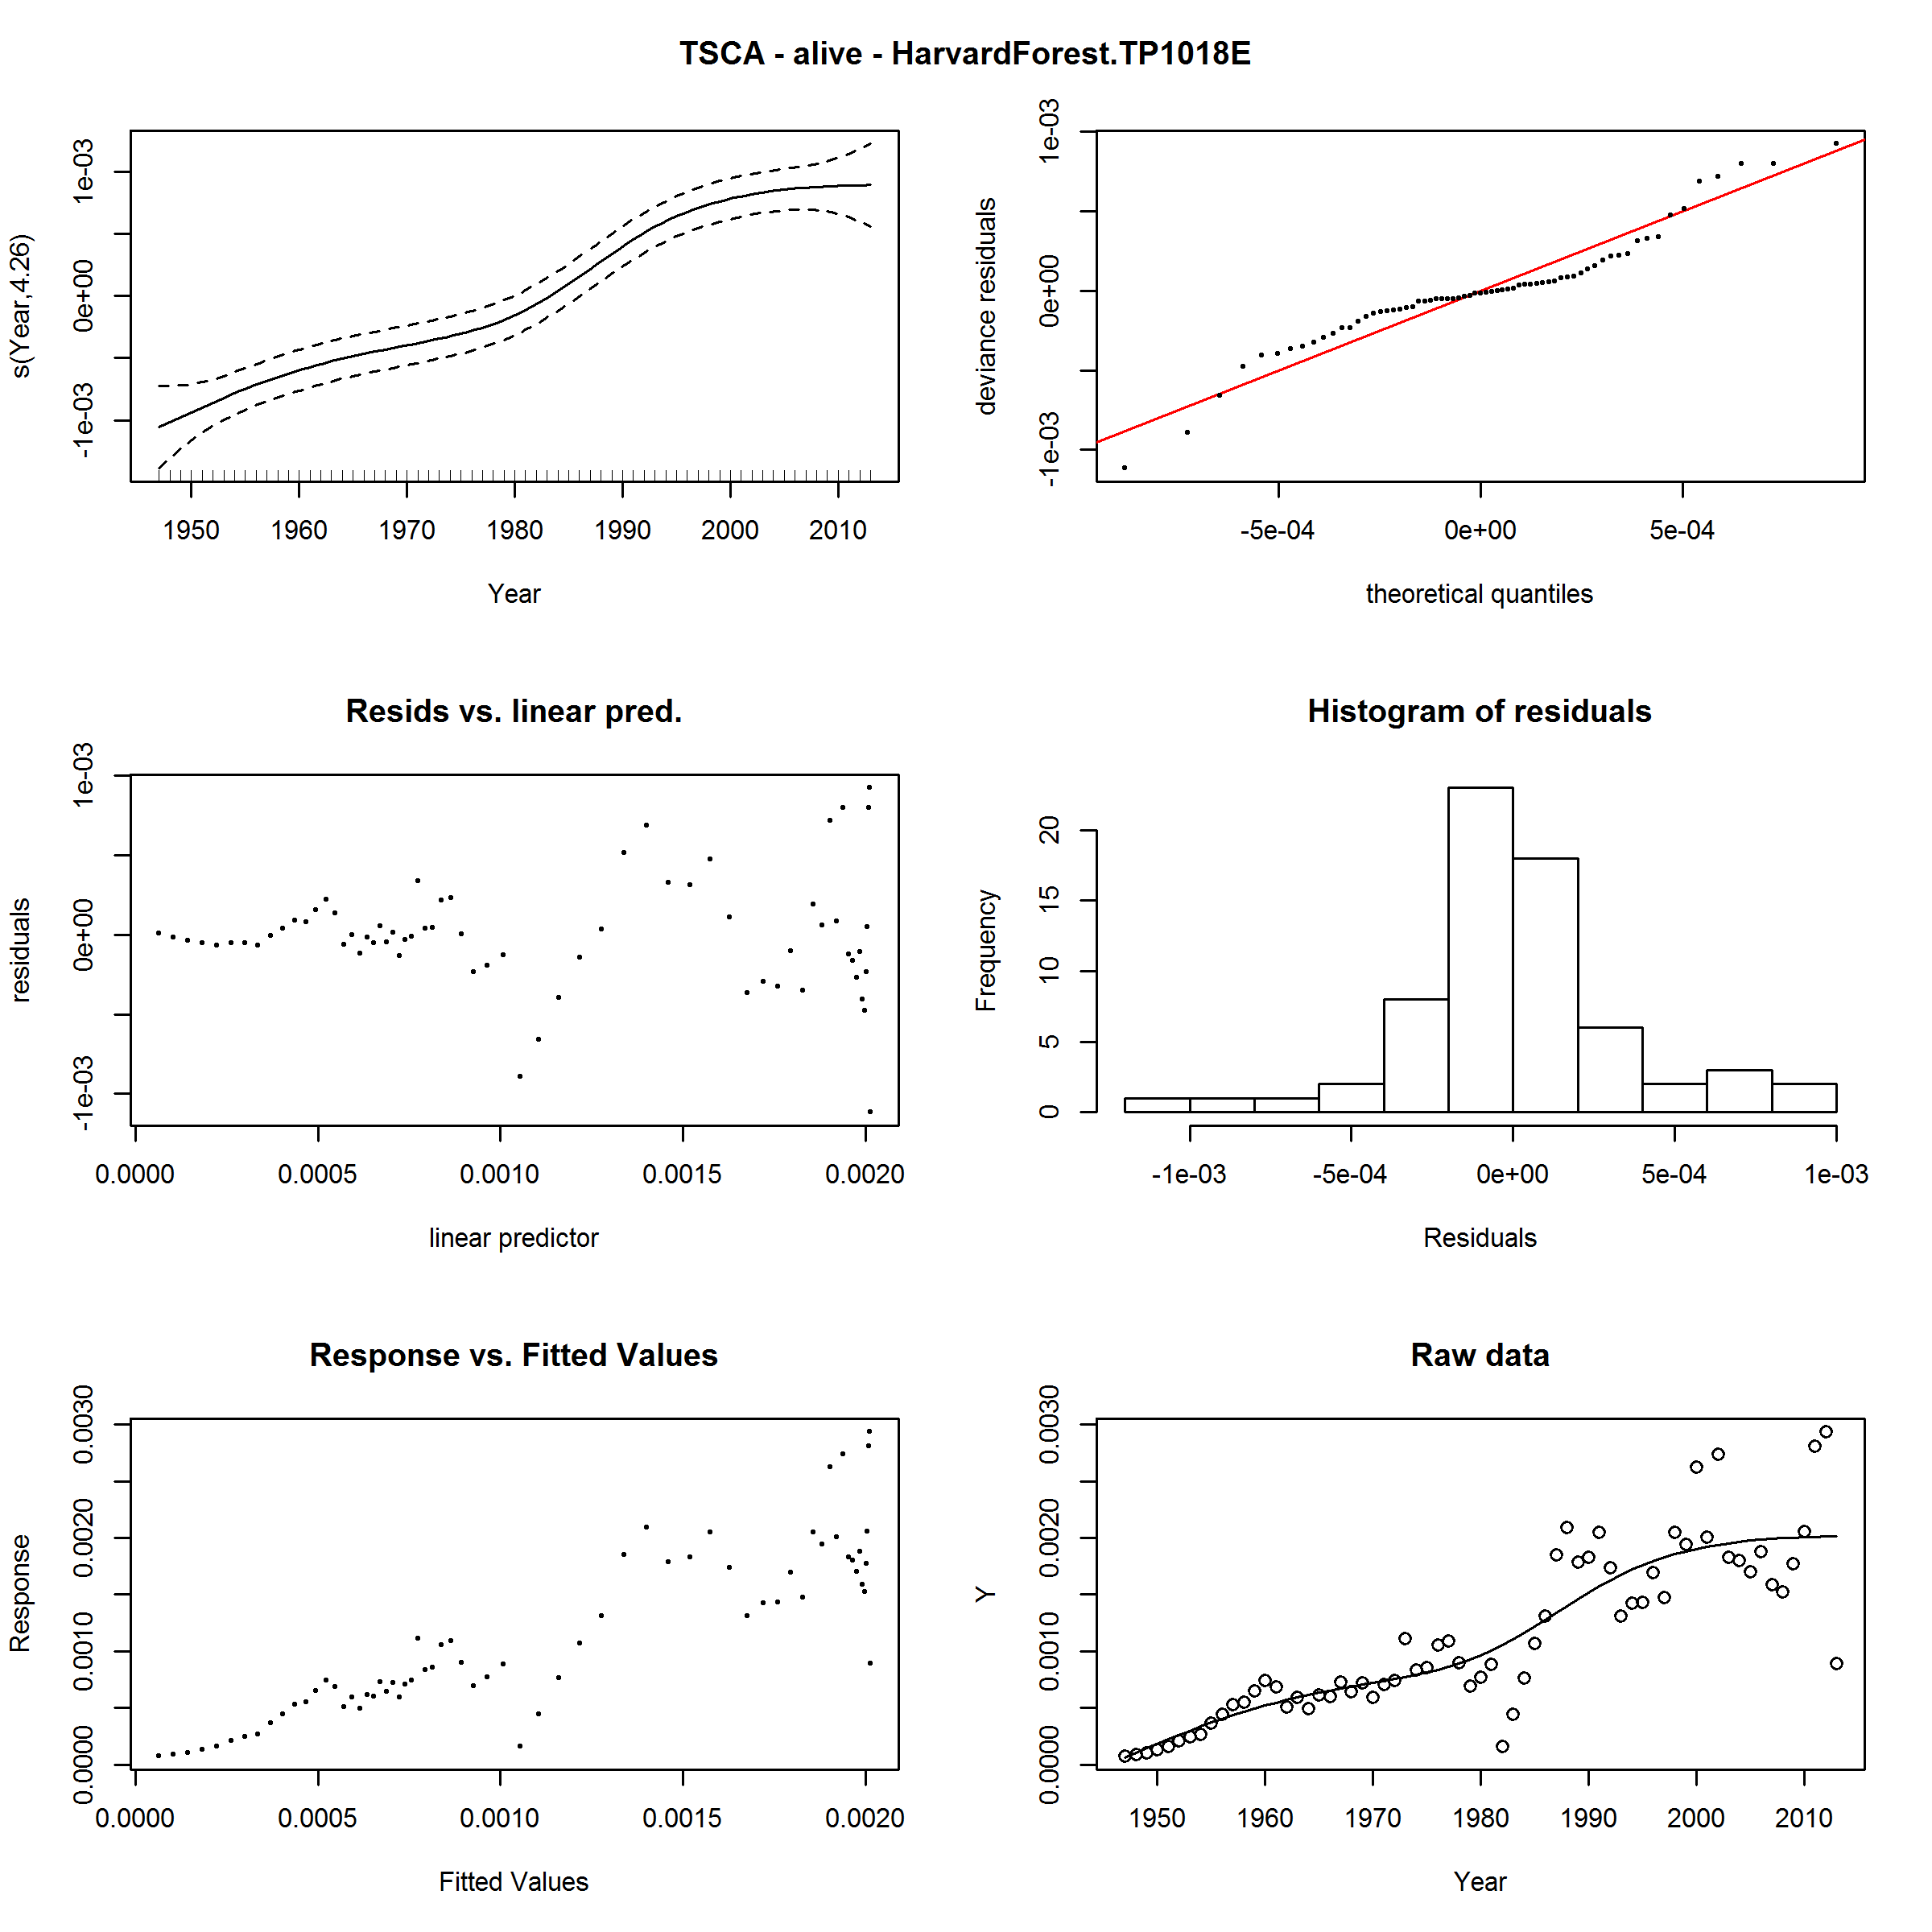 TSCA - alive - HarvardForest.TP1018E
s(Year,4.26)
1e-03
0e+00
-1e-03
1950 1960 1970 1980 1990 2000 2010
Year
deviance residuals
1e-03
0e+00
-1e-03
-5e-04 0e+00 5e-04
theoretical quantiles
Resids vs. linear pred.
residuals
1e-03
0e+00
-1e-03
0.0000 0.0005 0.0010 0.0015 0.0020
linear predictor
Histogram of residuals
Frequency
20
15
10
5
0
-1e-03 -5e-04 0e+00 5e-04 1e-03
Residuals
Response vs. Fitted Values
Response
0.0030
0.0020
0.0010
0.0000
0.0000 0.0005 0.0010 0.0015 0.0020
Fitted Values
Raw data
Y
0.0030
0.0020
0.0010
0.0000
1950 1960 1970 1980 1990 2000 2010
Year